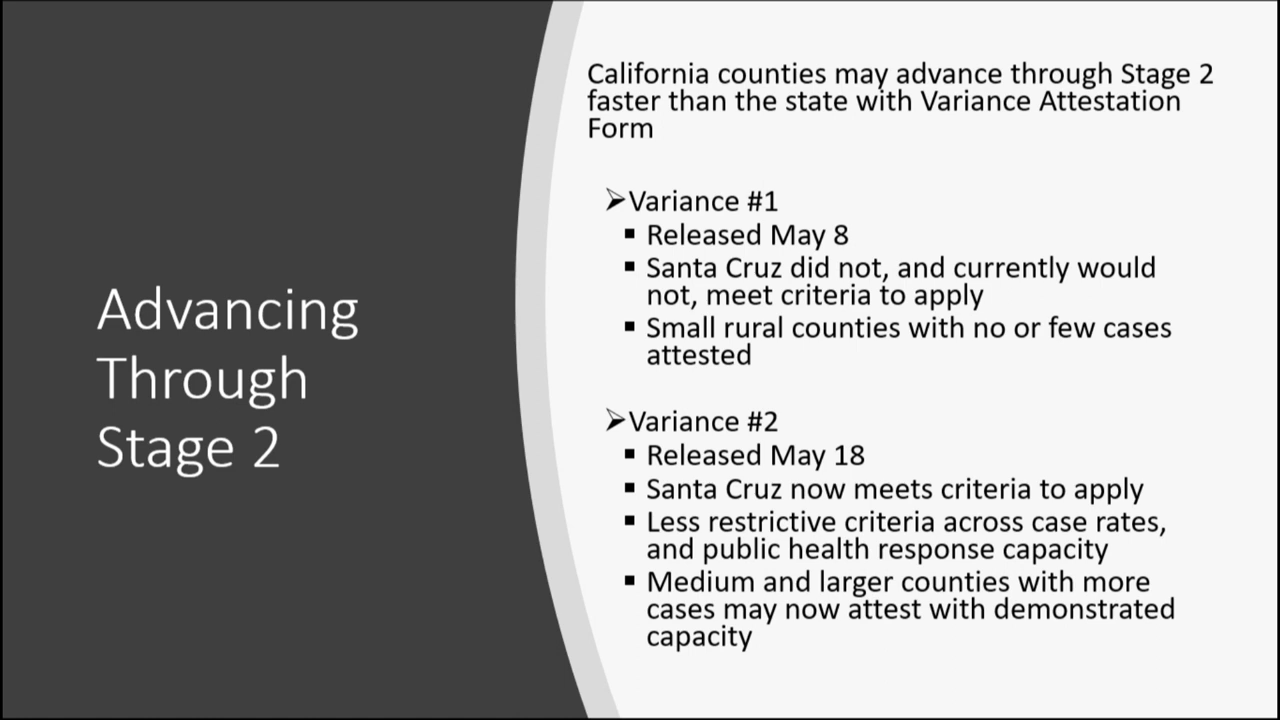 Advancing
Through
Stage 2
California counties may advance through Stage 2
faster than the state with Variance Attestation
Form
➢Variance #1
▪ Released May 8
▪ Santa Cruz did not, and currently would
not, meet criteria to apply
▪ Small rural counties with no or few cases
attested
➢Variance #2
▪ Released May 18
▪ Santa Cruz now meets criteria to apply
▪ Less restrictive criteria across case rates,
and public health response capacity
▪ Medium and larger counties with more
cases may now attest with demonstrated
capacity